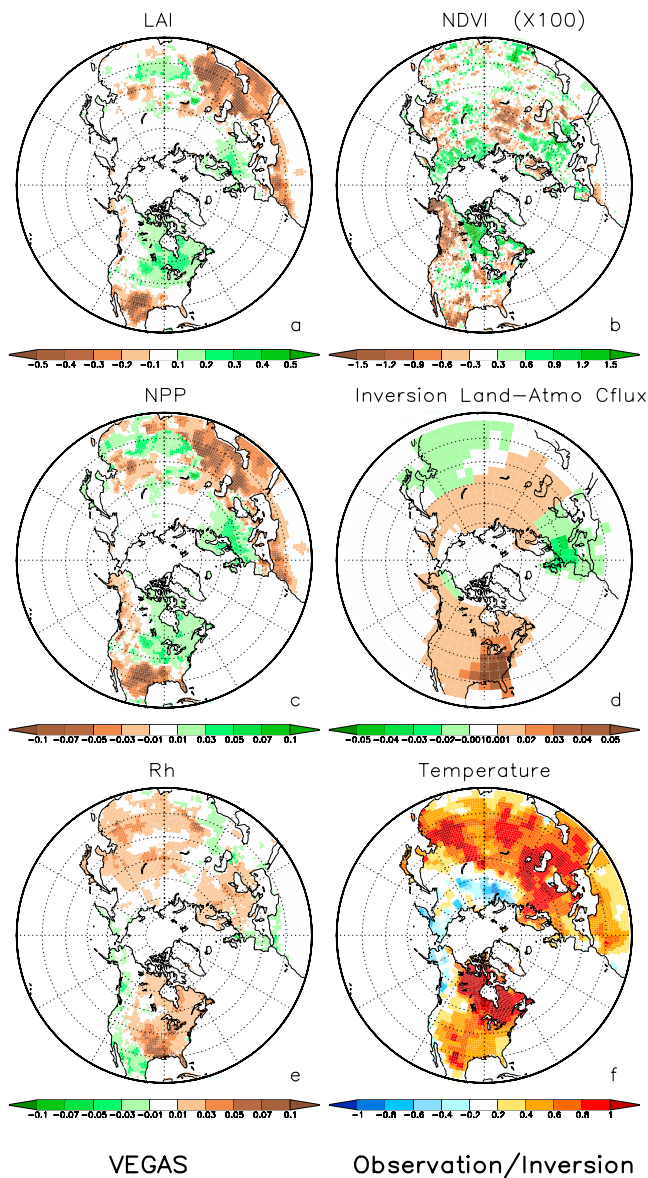 LAI
NDVI (X100)
a
b
-0.5 -0.4 -0.3 -0.2 -0.1 0.1 0.2 0.3 0.4 0.5
-1.5 -1.2 -0.9 -0.6 -0.3 0.3 0.6 0.9 1.2 1.5
NPP
Inversion Land-Atmo Cflux
c
d
-0.1 -0.07 -0.05 -0.03 -0.01 0.01 0.03 0.05 0.07 0.1
-0.05 -0.04 -0.03 -0.02 -0.001 0.001 0.02 0.03 0.04 0.05
Rh
Temperature
e
f
-0.1 -0.07 -0.05 -0.03 -0.01 0.01 0.03 0.05 0.07 0.1
-1 -0.8 -0.6 -0.4 -0.2 0.2 0.4 0.6 0.8 1
VEGAS
Observation/Inversion